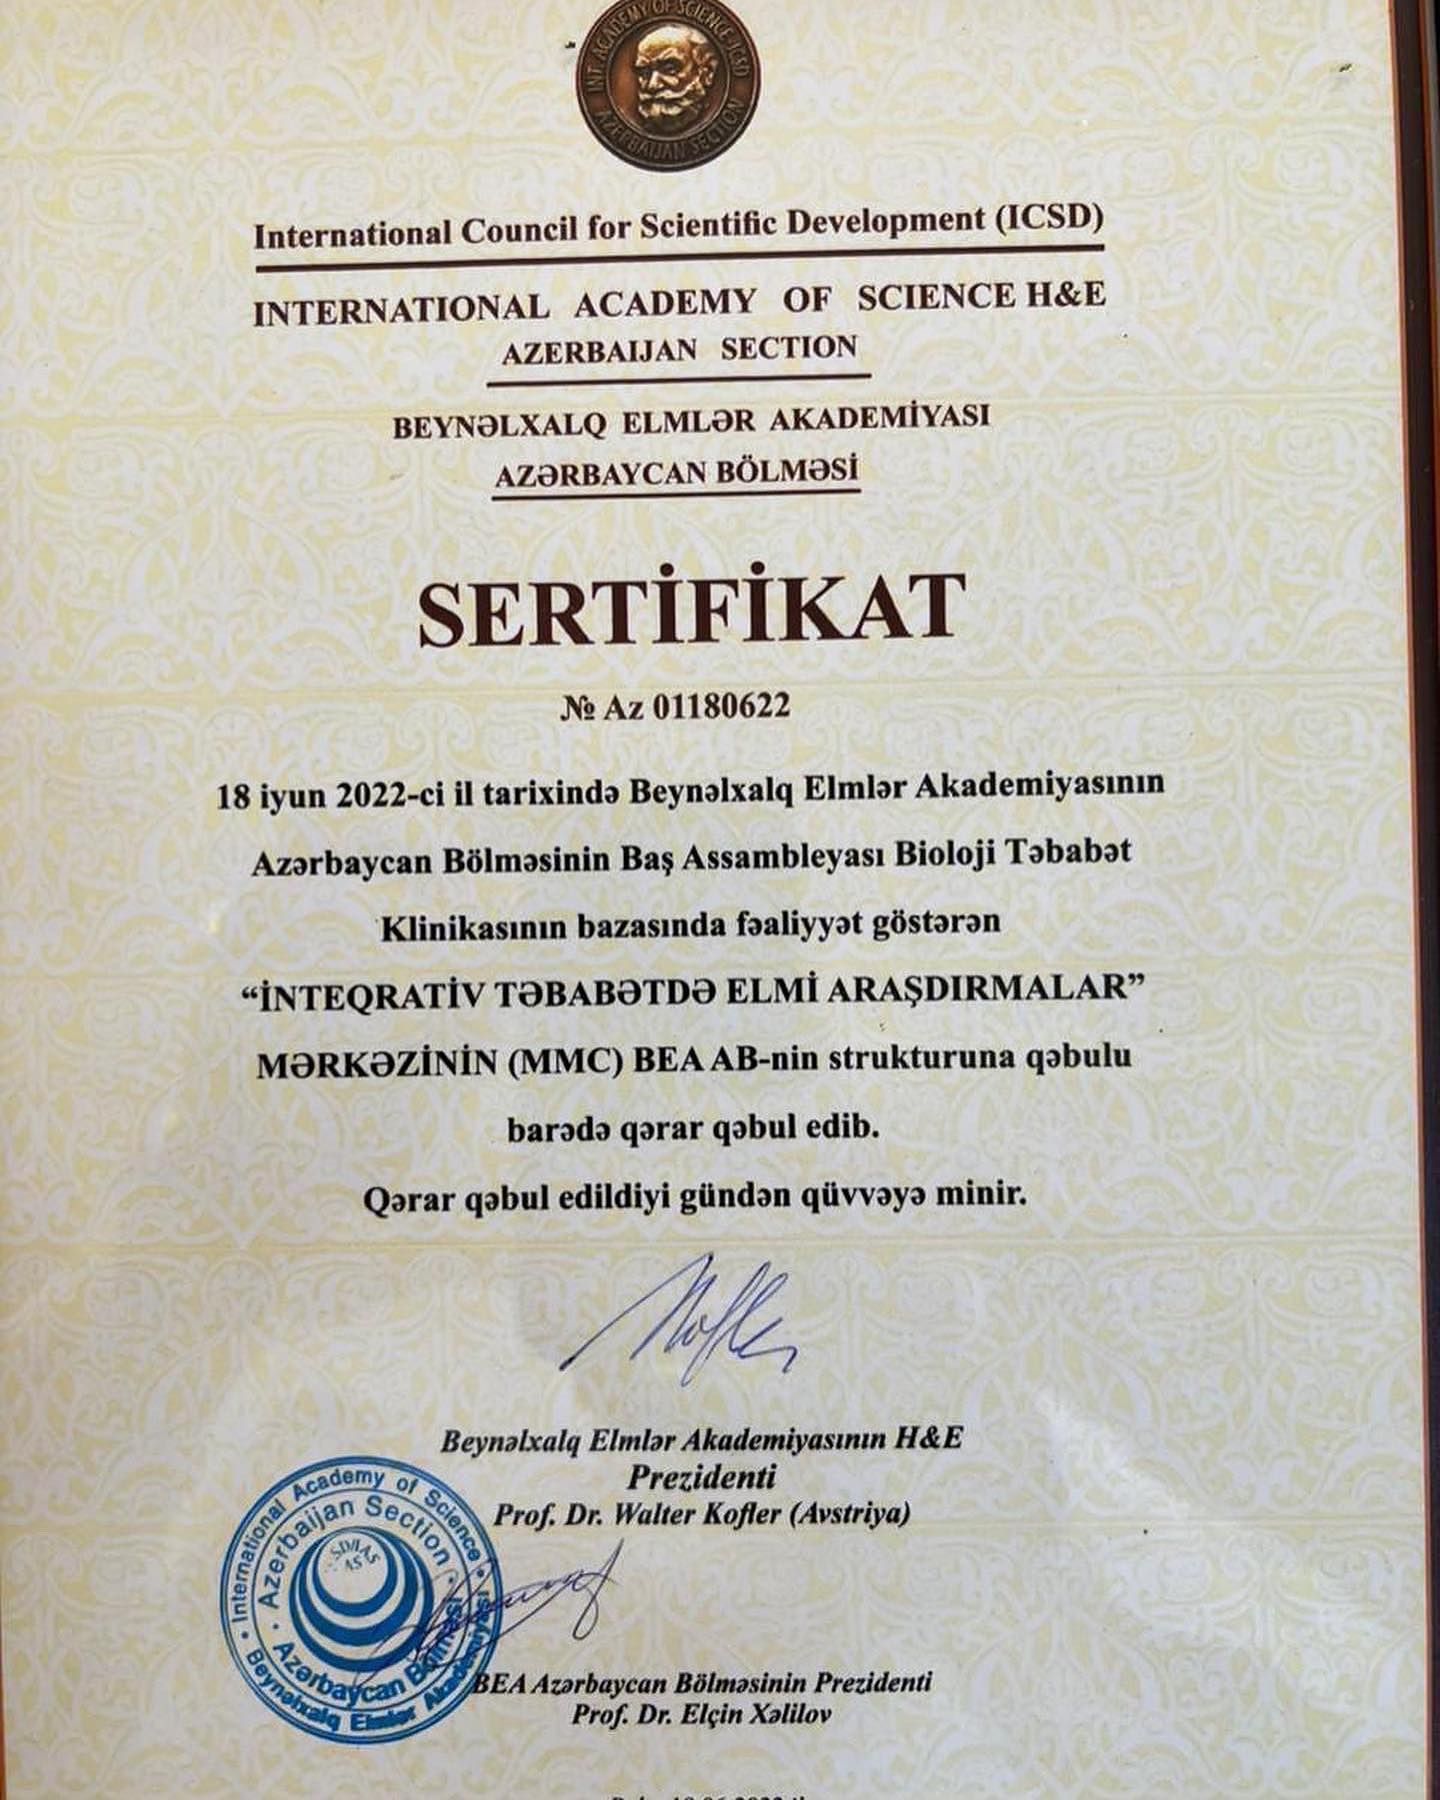 INT. ACADEMY OF SCIENCE ICSD
AZERBAIJAN SECTION
International Council for Scientific Development (ICSD)
INTERNATIONAL ACADEMY OF SCIENCE H&E
AZERBAIJAN SECTION
BEYNƏLXALQ ELMLƏR AKADEMİYASI
AZƏRBAYCAN BÖLMƏSİ
SERTİFİKAT
№ Az 01180622
18 iyun 2022-ci il tarixində Beynəlxalq Elmlər Akademiyasının
Azərbaycan Bölməsinin Baş Assambleyası Bioloji Təbabət
Klinikasının bazasında fəaliyyət göstərən
“İNTEQRATİV TƏBABƏTDƏ ELMİ ARAŞDIRMALAR”
MƏRKƏZİNİN (MMC) BEA AB-nin strukturuna qəbulu
barədə qərar qəbul edib.
Qərar qəbul edildiyi gündən qüvvəyə minir.
Kofler
Beynəlxalq Elmlər Akademiyasının H&E
Prezidenti
Prof. Dr. Walter Kofler (Avstriya)
International Academy of Science
Azerbaijan Section
Azərbaycan Bölməsi
Beynəlxalq Elmlər Akademiyası
BEA Azərbaycan Bölməsinin Prezidenti
Prof. Dr. Elçin Xəlilov